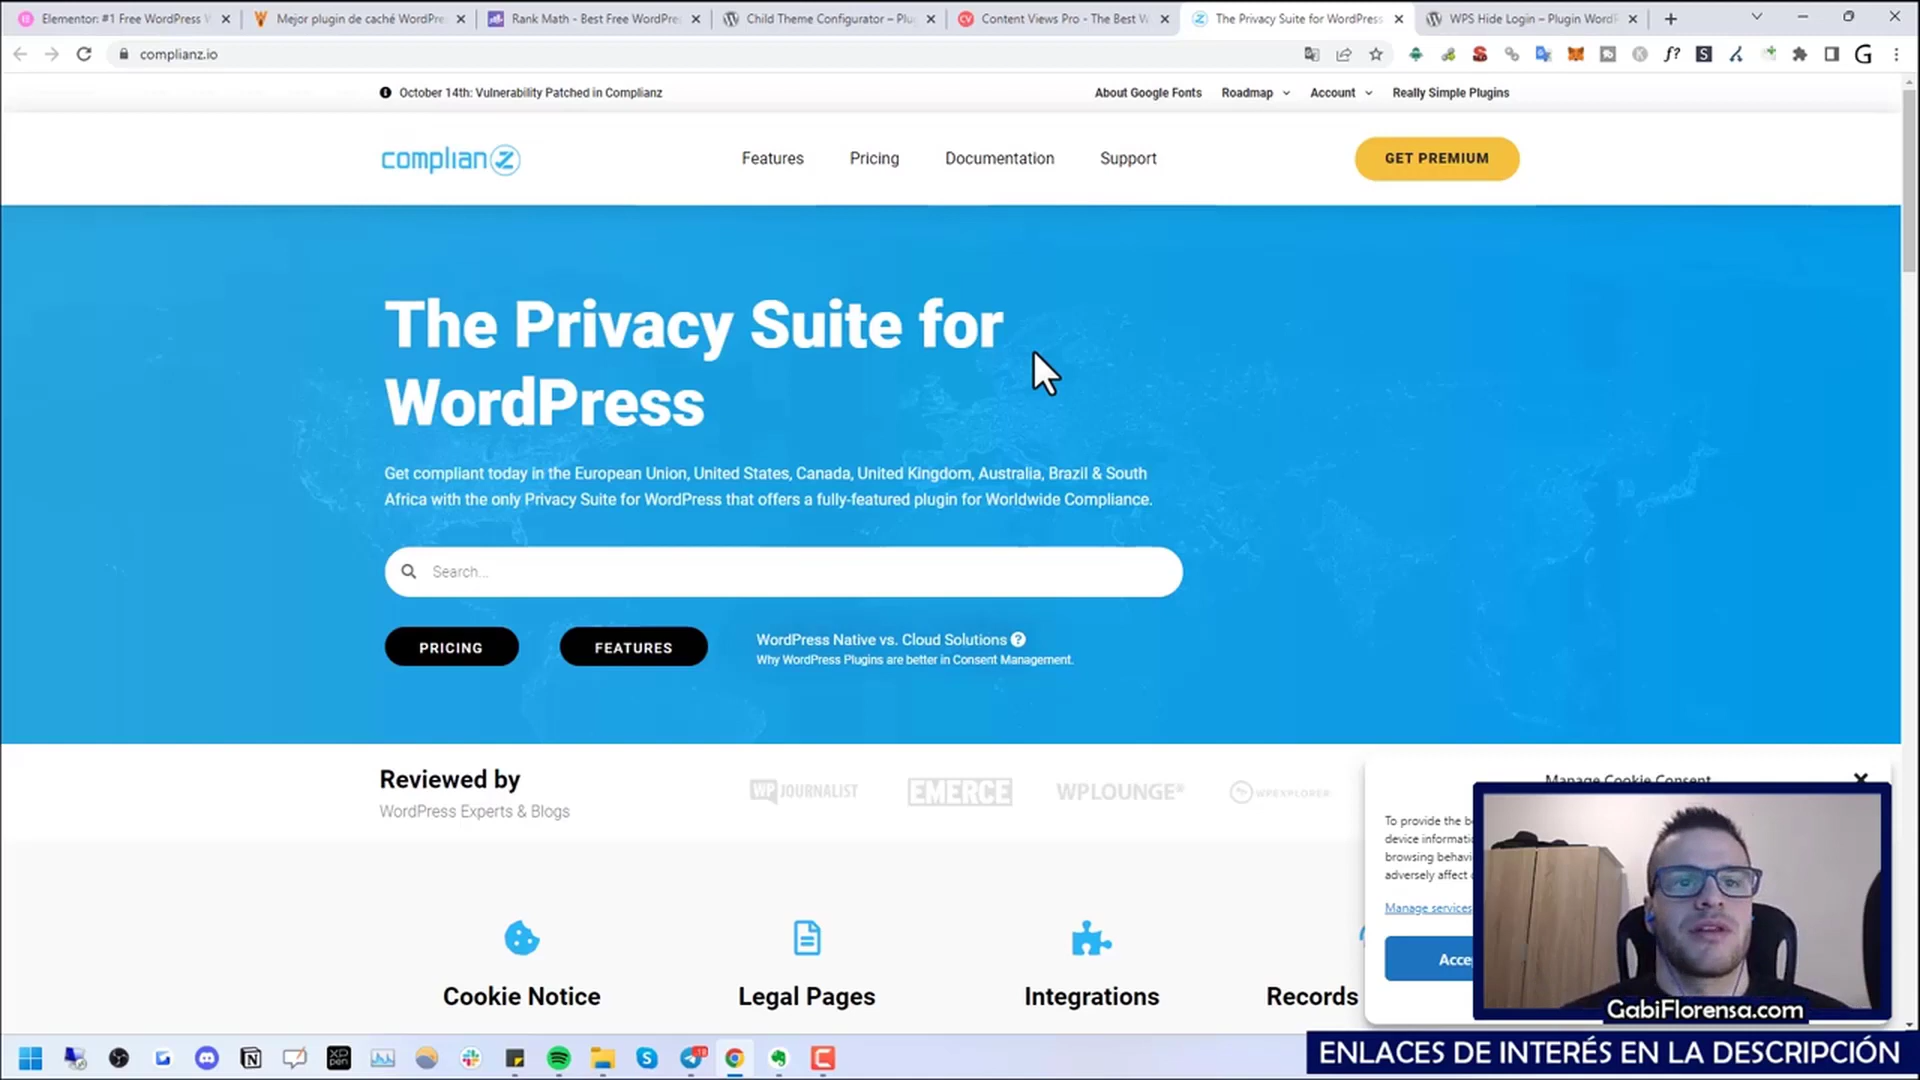 Elementor: #1 Free WordPress W
Mejor plugin de caché WordPre
Rank Math - Best Free WordPre
Child Theme Configurator – Plu
Content Views Pro - The Best W
The Privacy Suite for WordPress
WPS Hide Login – Plugin WordP
complianz.io
October 14th: Vulnerability Patched in Complianz
About Google Fonts
Roadmap
Account
Really Simple Plugins
complianz
Features
Pricing
Documentation
Support
GET PREMIUM
The Privacy Suite for
WordPress
Get compliant today in the European Union, United States, Canada, United Kingdom, Australia, Brazil & South
Africa with the only Privacy Suite for WordPress that offers a fully-featured plugin for Worldwide Compliance.
Search...
PRICING
FEATURES
WordPress Native vs. Cloud Solutions ?
Why WordPress Plugins are better in Consent Management.
Reviewed by
WordPress Experts & Blogs
WP JOURNALIST
EMERCE
WPLOUNGE®
WPEXPLORER
Manage Cookie Consent
To provide the b
device informati
browsing behavi
adversely affect
Manage services
Acce
Cookie Notice
Legal Pages
Integrations
Records
GabiFlorensa.com
ENLACES DE INTERÉS EN LA DESCRIPCIÓN